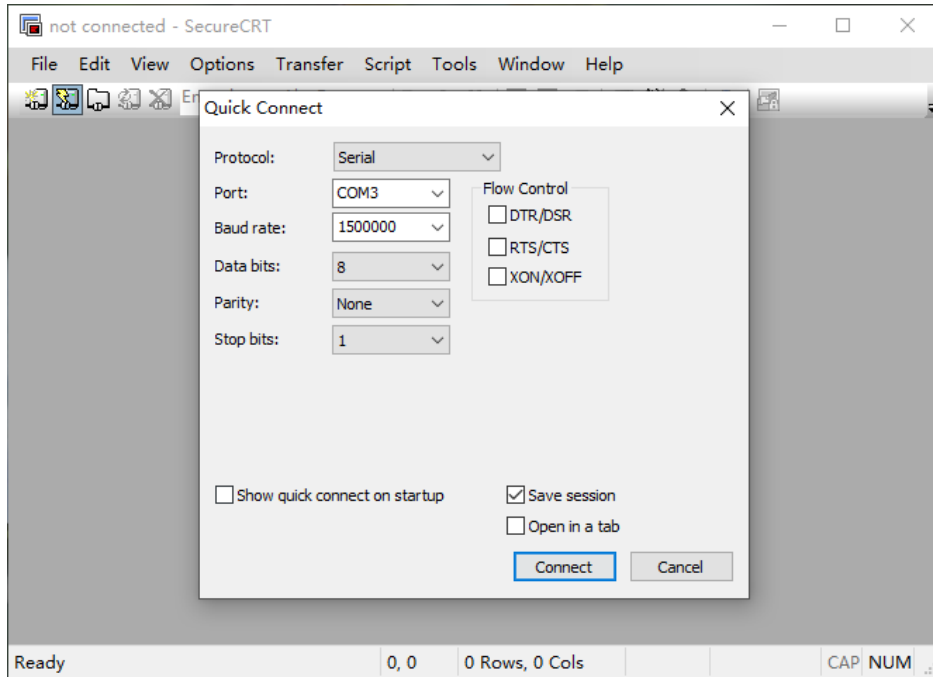 not connected - SecureCRT
File Edit View Options Transfer Script Tools Window Help
Quick Connect
Protocol: Serial
Port: COM3
Flow Control
Baud rate: 1500000
DTR/DSR
RTS/CTS
Data bits: 8
XON/XOFF
Parity: None
Stop bits: 1
Show quick connect on startup
Save session
Open in a tab
Connect Cancel
Ready 0, 0 0 Rows, 0 Cols CAP NUM